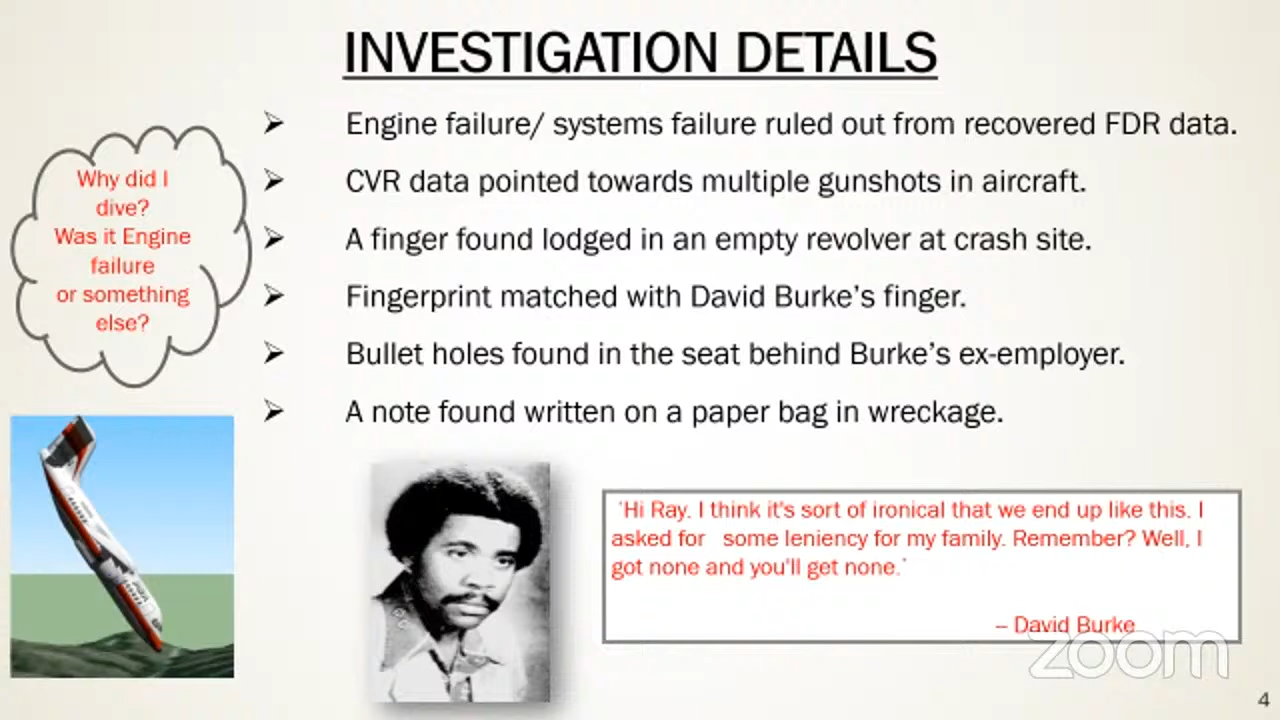 INVESTIGATION DETAILS
Why did I
dive?
Was it Engine
failure
or something
else?
➢ Engine failure/ systems failure ruled out from recovered FDR data.
➢ CVR data pointed towards multiple gunshots in aircraft.
➢ A finger found lodged in an empty revolver at crash site.
➢ Fingerprint matched with David Burke’s finger.
➢ Bullet holes found in the seat behind Burke’s ex-employer.
➢ A note found written on a paper bag in wreckage.
‘Hi Ray. I think it's sort of ironical that we end up like this. I
asked for some leniency for my family. Remember? Well, I
got none and you'll get none.’
– David Burke
zoom
4